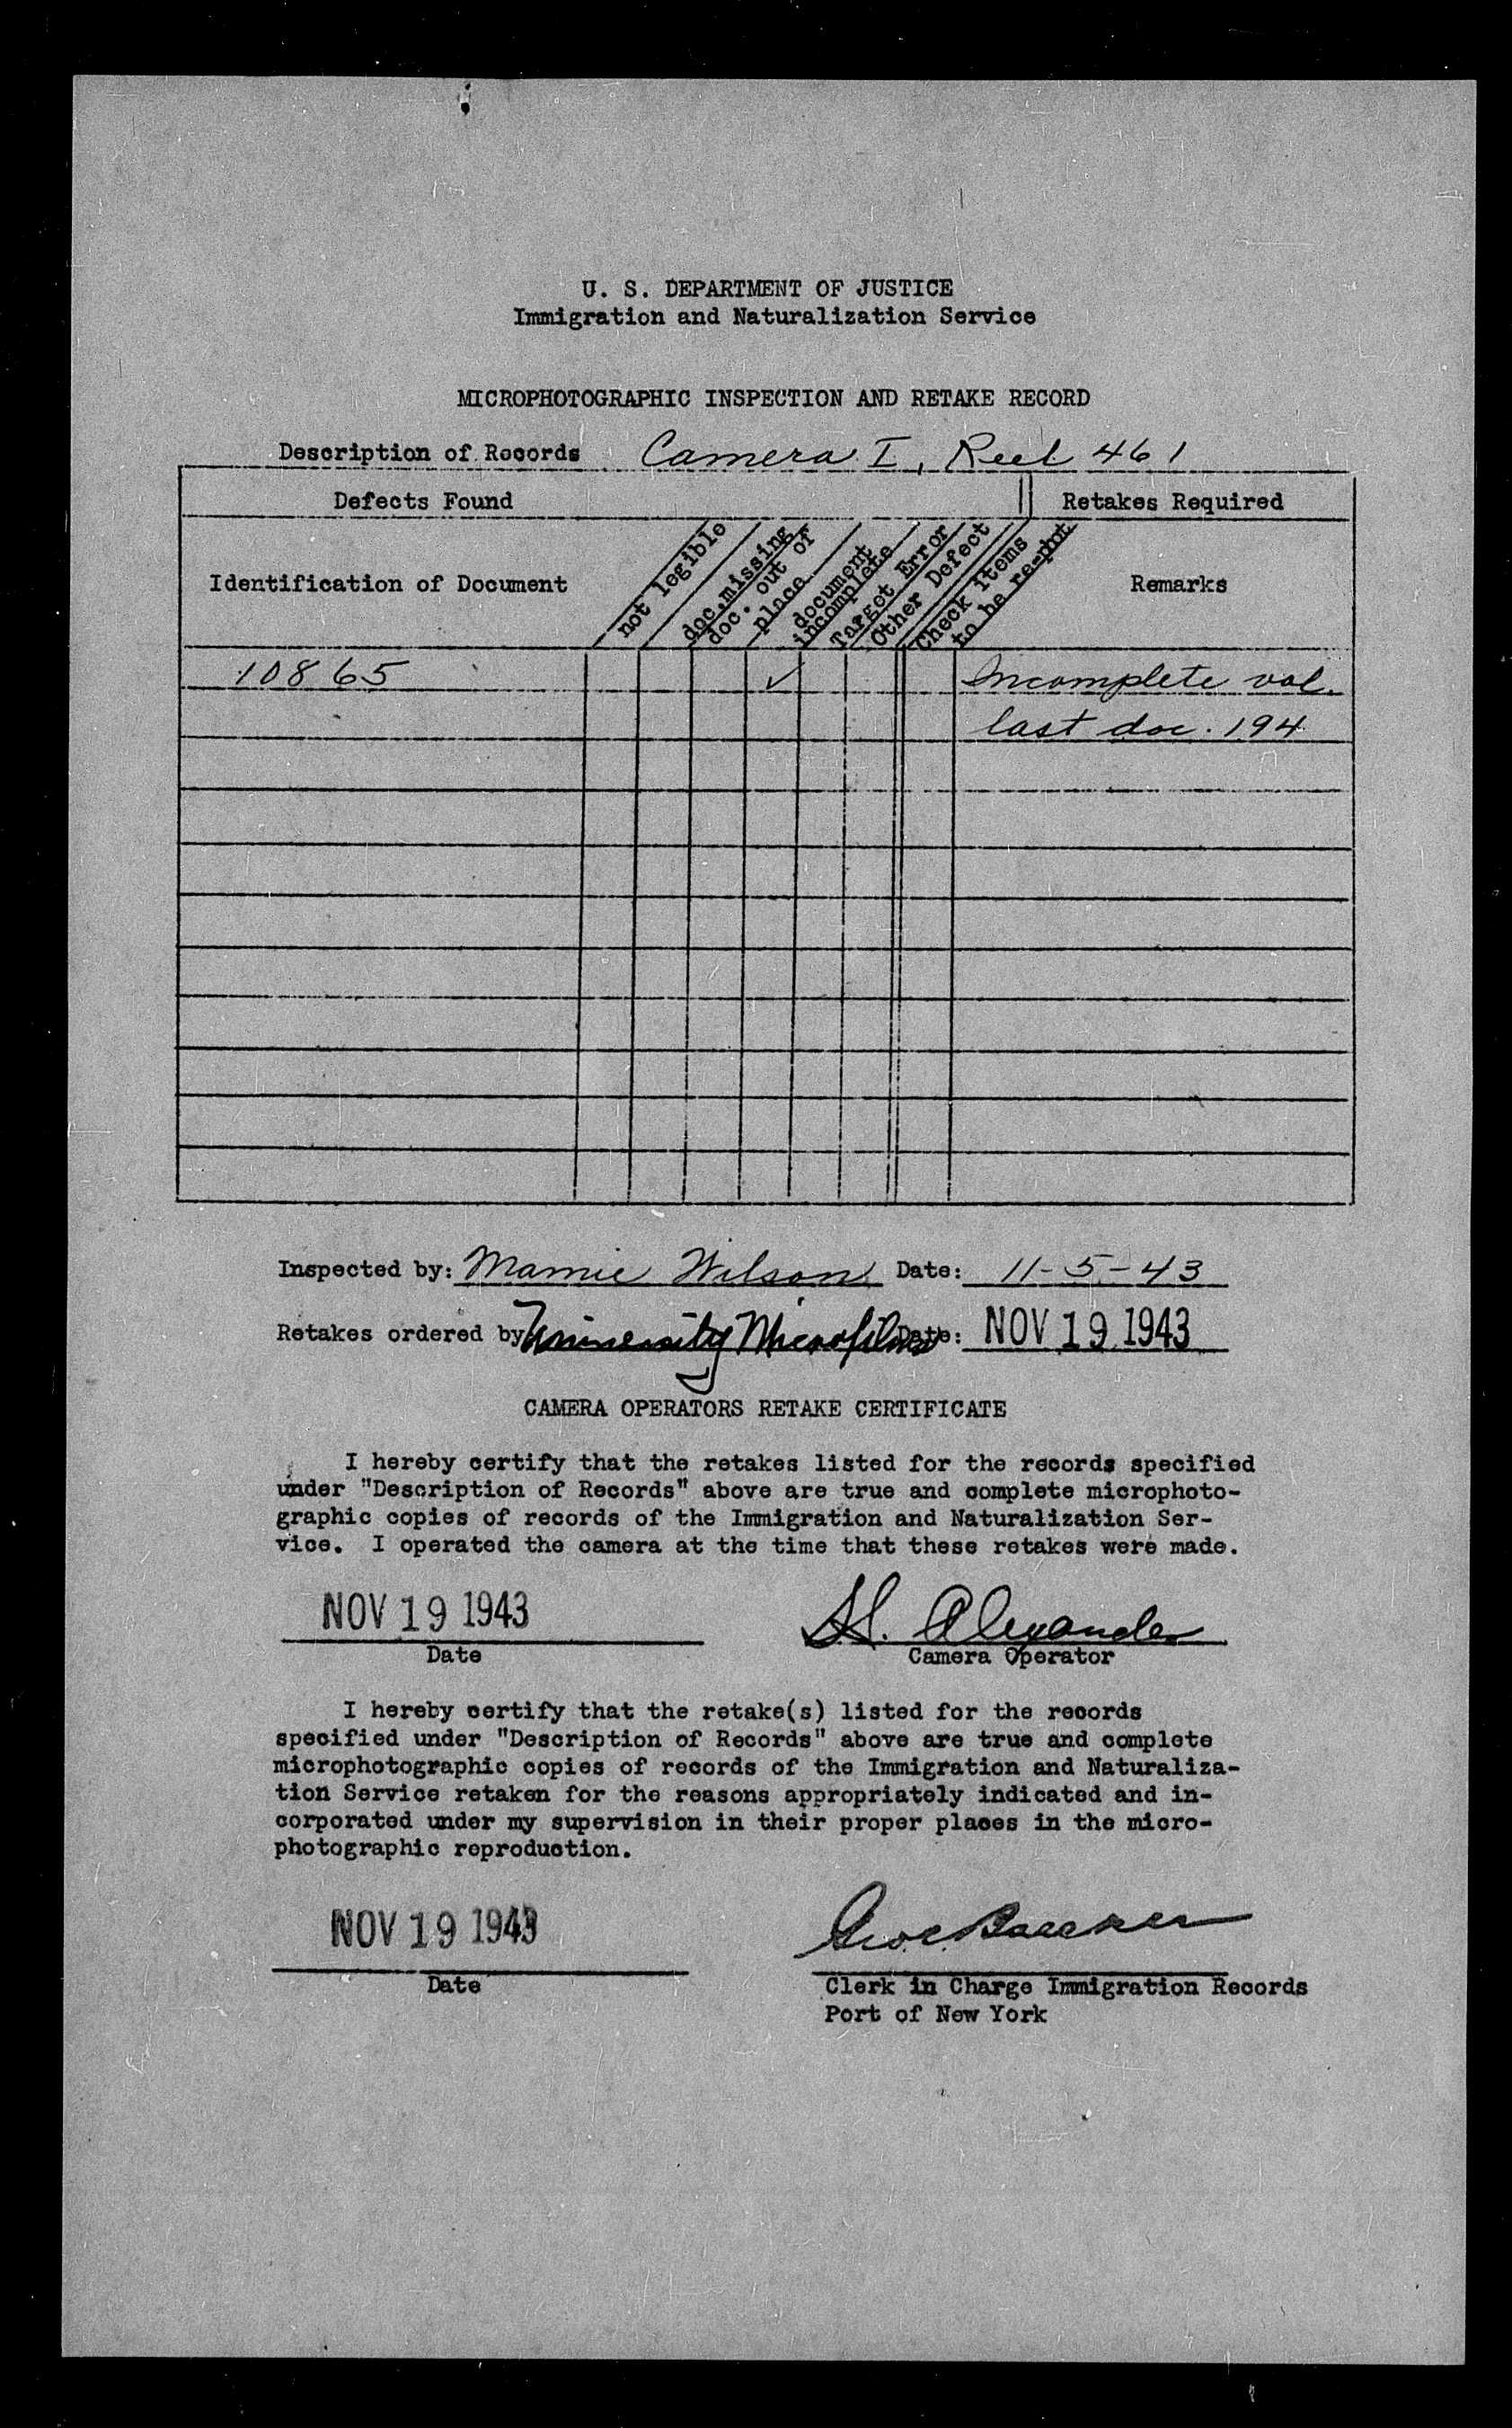 U. S. DEPARTMENT OF JUSTICE
Immigration and Naturalization Service
MICROPHOTOGRAPHIC INSPECTION AND RETAKE RECORD
Description of Records Camera I, Reel 461
Defects Found Retakes Required
Identification of Document
not legible
doc. missing
doc. out of
place
document
incomplete
Target Error
Other Defect
Check items
to be re-phot
Remarks
10865 ✓ Incomplete vol.
last doc. 194
Inspected by: Mamie Wilson Date: 11-5-43
Retakes ordered by University Microfilms Date: NOV 19 1943
CAMERA OPERATORS RETAKE CERTIFICATE
I hereby certify that the retakes listed for the records specified
under "Description of Records" above are true and complete microphoto-
graphic copies of records of the Immigration and Naturalization Ser-
vice. I operated the camera at the time that these retakes were made.
NOV 19 1943 H. Alexander
Date Camera Operator
I hereby certify that the retake(s) listed for the records
specified under "Description of Records" above are true and complete
microphotographic copies of records of the Immigration and Naturaliza-
tion Service retaken for the reasons appropriately indicated and in-
corporated under my supervision in their proper places in the micro-
photographic reproduction.
NOV 19 1943
Date Clerk in Charge Immigration Records
Port of New York